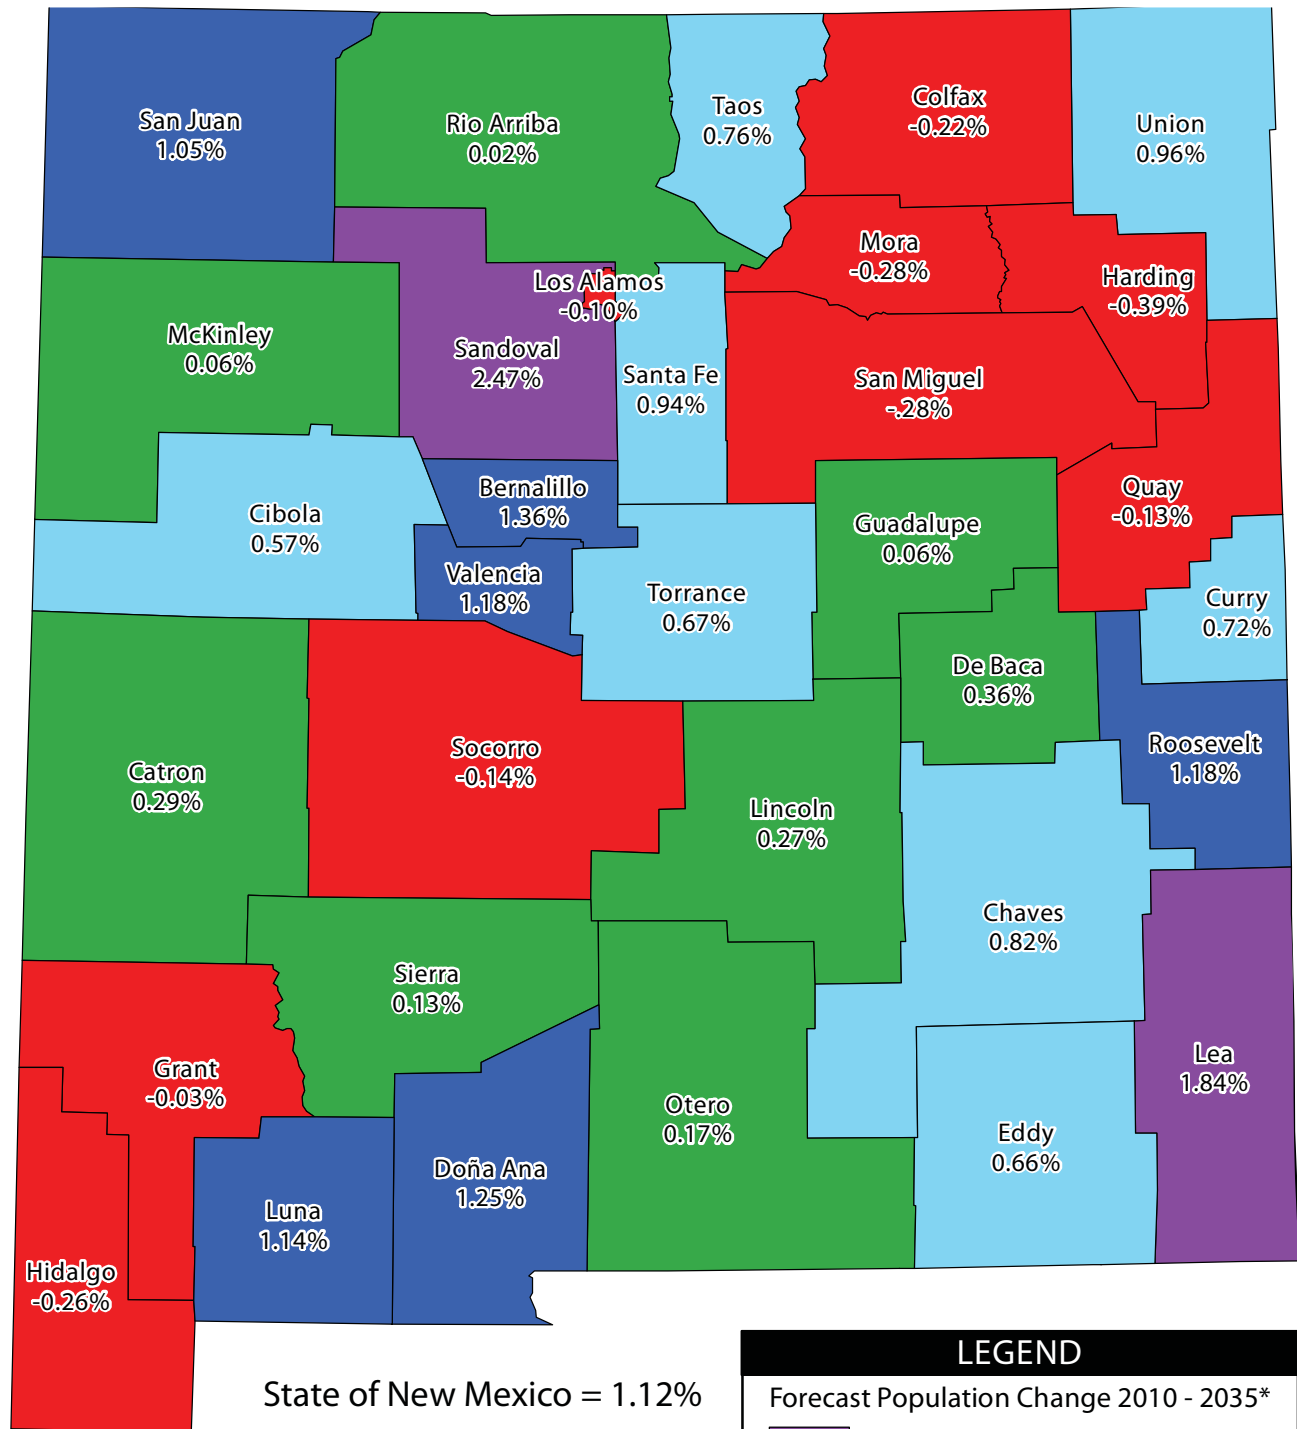 San Juan
1.05%
Rio Arriba
0.02%
Taos
0.76%
Colfax
-0.22%
Union
0.96%
Mora
-0.28%
Harding
-0.39%
Los Alamos
-0.10%
McKinley
0.06%
Sandoval
2.47%
Santa Fe
0.94%
San Miguel
-.28%
Cibola
0.57%
Bernalillo
1.36%
Guadalupe
0.06%
Quay
-0.13%
Valencia
1.18%
Torrance
0.67%
Curry
0.72%
De Baca
0.36%
Catron
0.29%
Socorro
-0.14%
Lincoln
0.27%
Roosevelt
1.18%
Chaves
0.82%
Sierra
0.13%
Grant
-0.03%
Otero
0.17%
Lea
1.84%
Eddy
0.66%
Doña Ana
1.25%
Luna
1.14%
Hidalgo
-0.26%
State of New Mexico = 1.12%
LEGEND
Forecast Population Change 2010 - 2035*